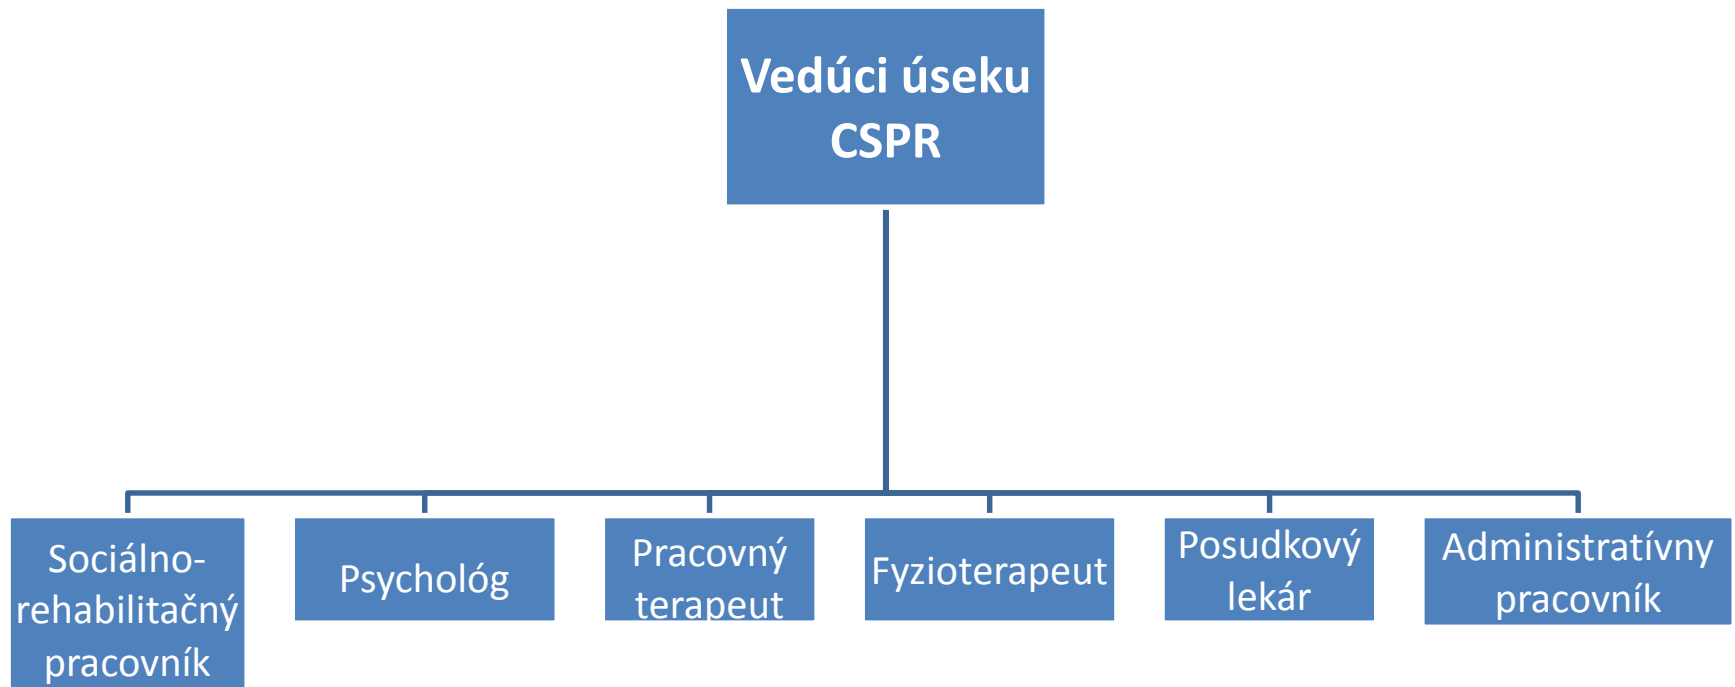 Vedúci úseku
CSPR
Sociálno-
rehabilitačný
pracovník
Psychológ
Pracovný
terapeut
Fyzioterapeut
Posudkový
lekár
Administratívny
pracovník